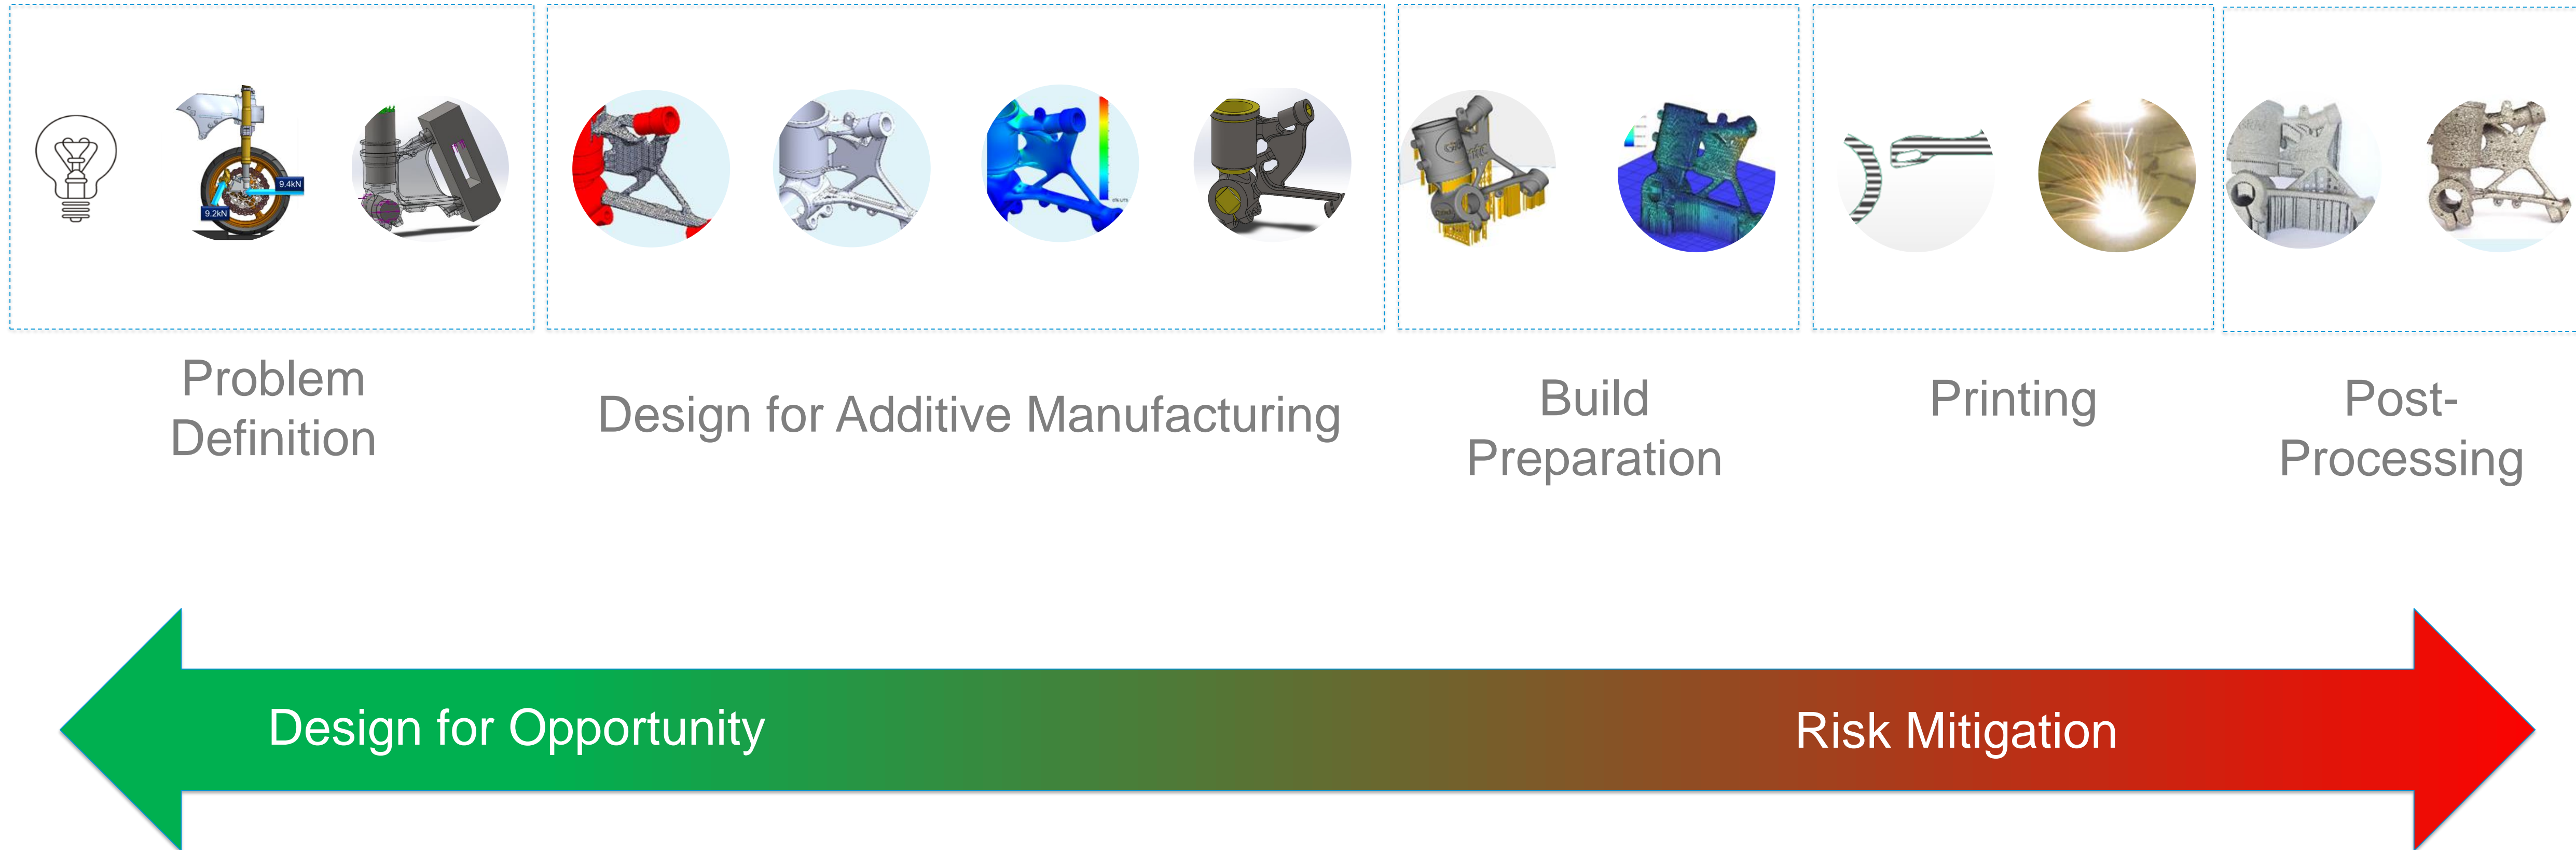 9.4kN
9.2kN
Problem
Definition
Design for Additive Manufacturing
Build
Preparation
Printing
Post-
Processing
Design for Opportunity
Risk Mitigation